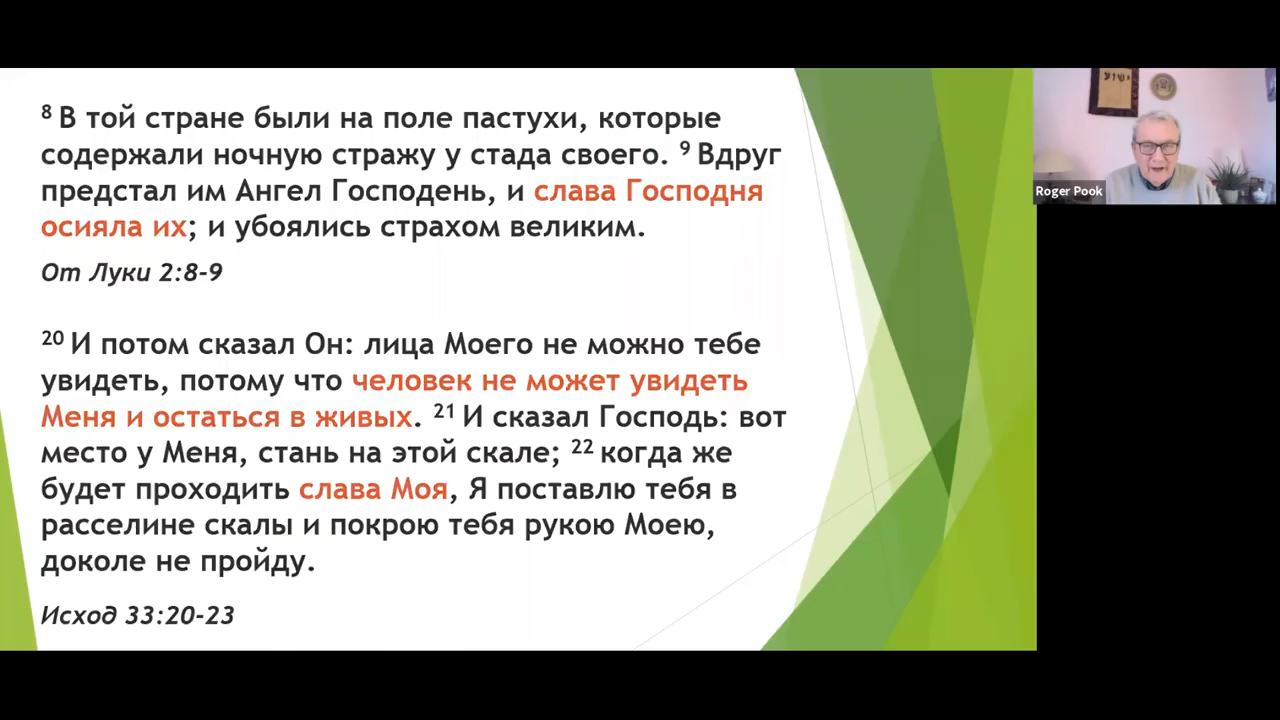 ⁸ В той стране были на поле пастухи, которые
содержали ночную стражу у стада своего. ⁹ Вдруг
предстал им Ангел Господень, и слава Господня
осияла их; и убоялись страхом великим.
От Луки 2:8-9
²⁰ И потом сказал Он: лица Моего не можно тебе
увидеть, потому что человек не может увидеть
Меня и остаться в живых. ²¹ И сказал Господь: вот
место у Меня, стань на этой скале; ²² когда же
будет проходить слава Моя, Я поставлю тебя в
расселине скалы и покрою тебя рукою Моею,
доколе не пройду.
Исход 33:20-23
ישוע
Roger Pook